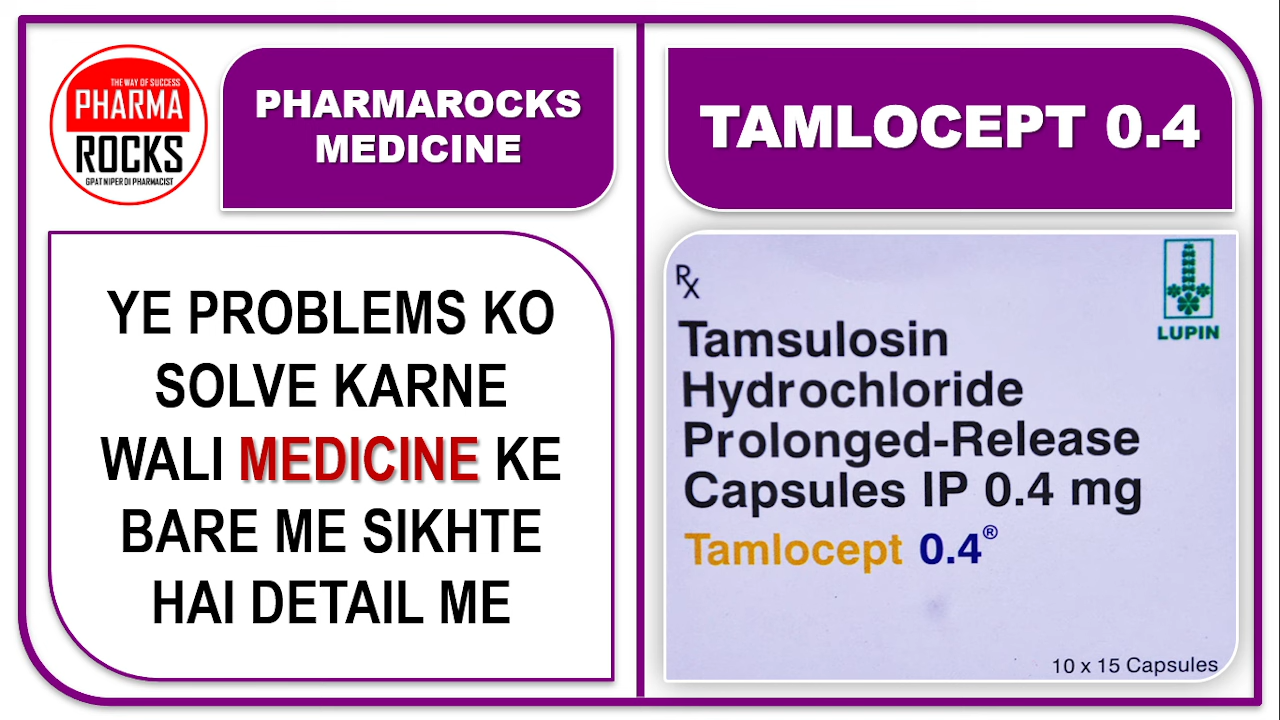 THE WAY OF SUCCESS
PHARMA
ROCKS
GPAT NIPER DI PHARMACIST
PHARMAROCKS
MEDICINE
YE PROBLEMS KO
SOLVE KARNE
WALI MEDICINE KE
BARE ME SIKHTE
HAI DETAIL ME
TAMLOCEPT 0.4
Rx
LUPIN
Tamsulosin
Hydrochloride
Prolonged-Release
Capsules IP 0.4 mg
Tamlocept 0.4®
10 x 15 Capsules